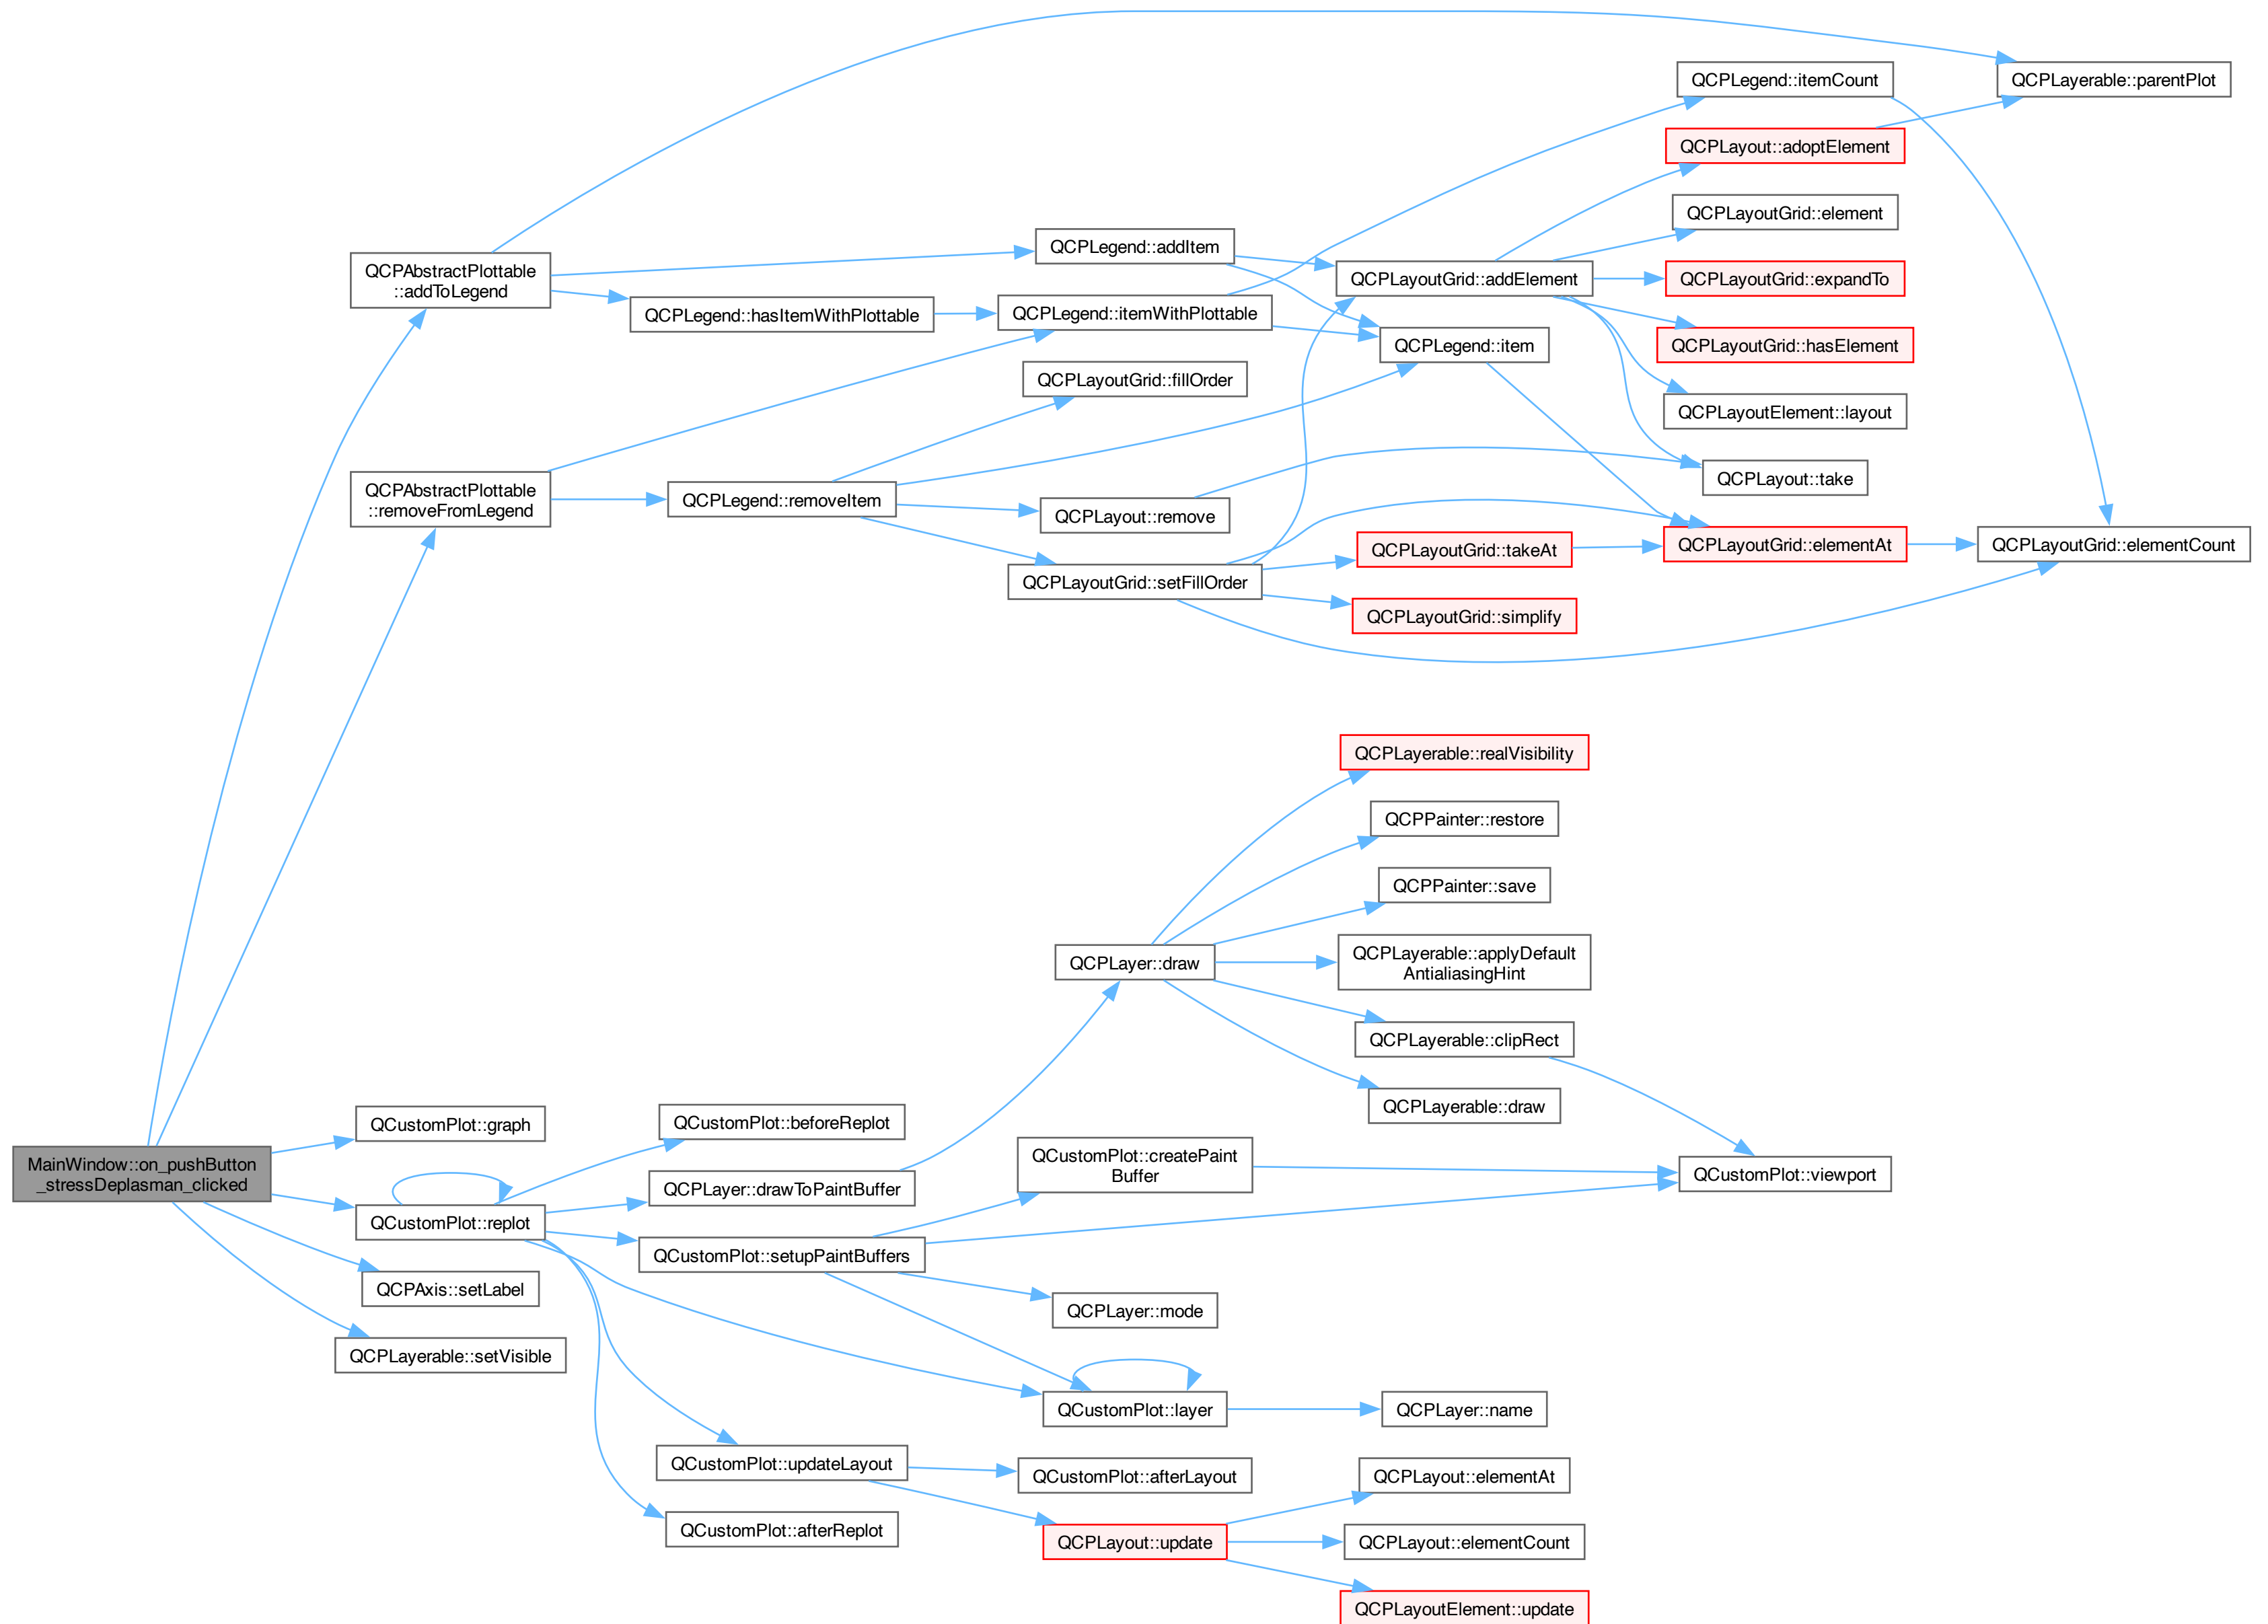 QCPLegend::itemCount
QCPLayerable::parentPlot
QCPLayout::adoptElement
QCPLayoutGrid::element
QCPLegend::addItem
QCPAbstractPlottable
::addToLegend
QCPLayoutGrid::addElement
QCPLayoutGrid::expandTo
QCPLegend::hasItemWithPlottable
QCPLegend::itemWithPlottable
QCPLegend::item
QCPLayoutGrid::hasElement
QCPLayoutGrid::fillOrder
QCPLayoutElement::layout
QCPAbstractPlottable
::removeFromLegend
QCPLegend::removeItem
QCPLayout::take
QCPLayout::remove
QCPLayoutGrid::takeAt
QCPLayoutGrid::elementAt
QCPLayoutGrid::elementCount
QCPLayoutGrid::setFillOrder
QCPLayoutGrid::simplify
QCPLayerable::realVisibility
QCPPainter::restore
QCPPainter::save
QCPLayer::draw
QCPLayerable::applyDefault
AntialiasingHint
QCPLayerable::clipRect
QCPLayerable::draw
QCustomPlot::graph
QCustomPlot::beforeReplot
MainWindow::on_pushButton
_stressDeplasman_clicked
QCustomPlot::createPaint
Buffer
QCustomPlot::viewport
QCPLayer::drawToPaintBuffer
QCustomPlot::replot
QCustomPlot::setupPaintBuffers
QCPAxis::setLabel
QCPLayer::mode
QCPLayerable::setVisible
QCustomPlot::layer
QCPLayer::name
QCustomPlot::updateLayout
QCustomPlot::afterLayout
QCPLayout::elementAt
QCustomPlot::afterReplot
QCPLayout::update
QCPLayout::elementCount
QCPLayoutElement::update